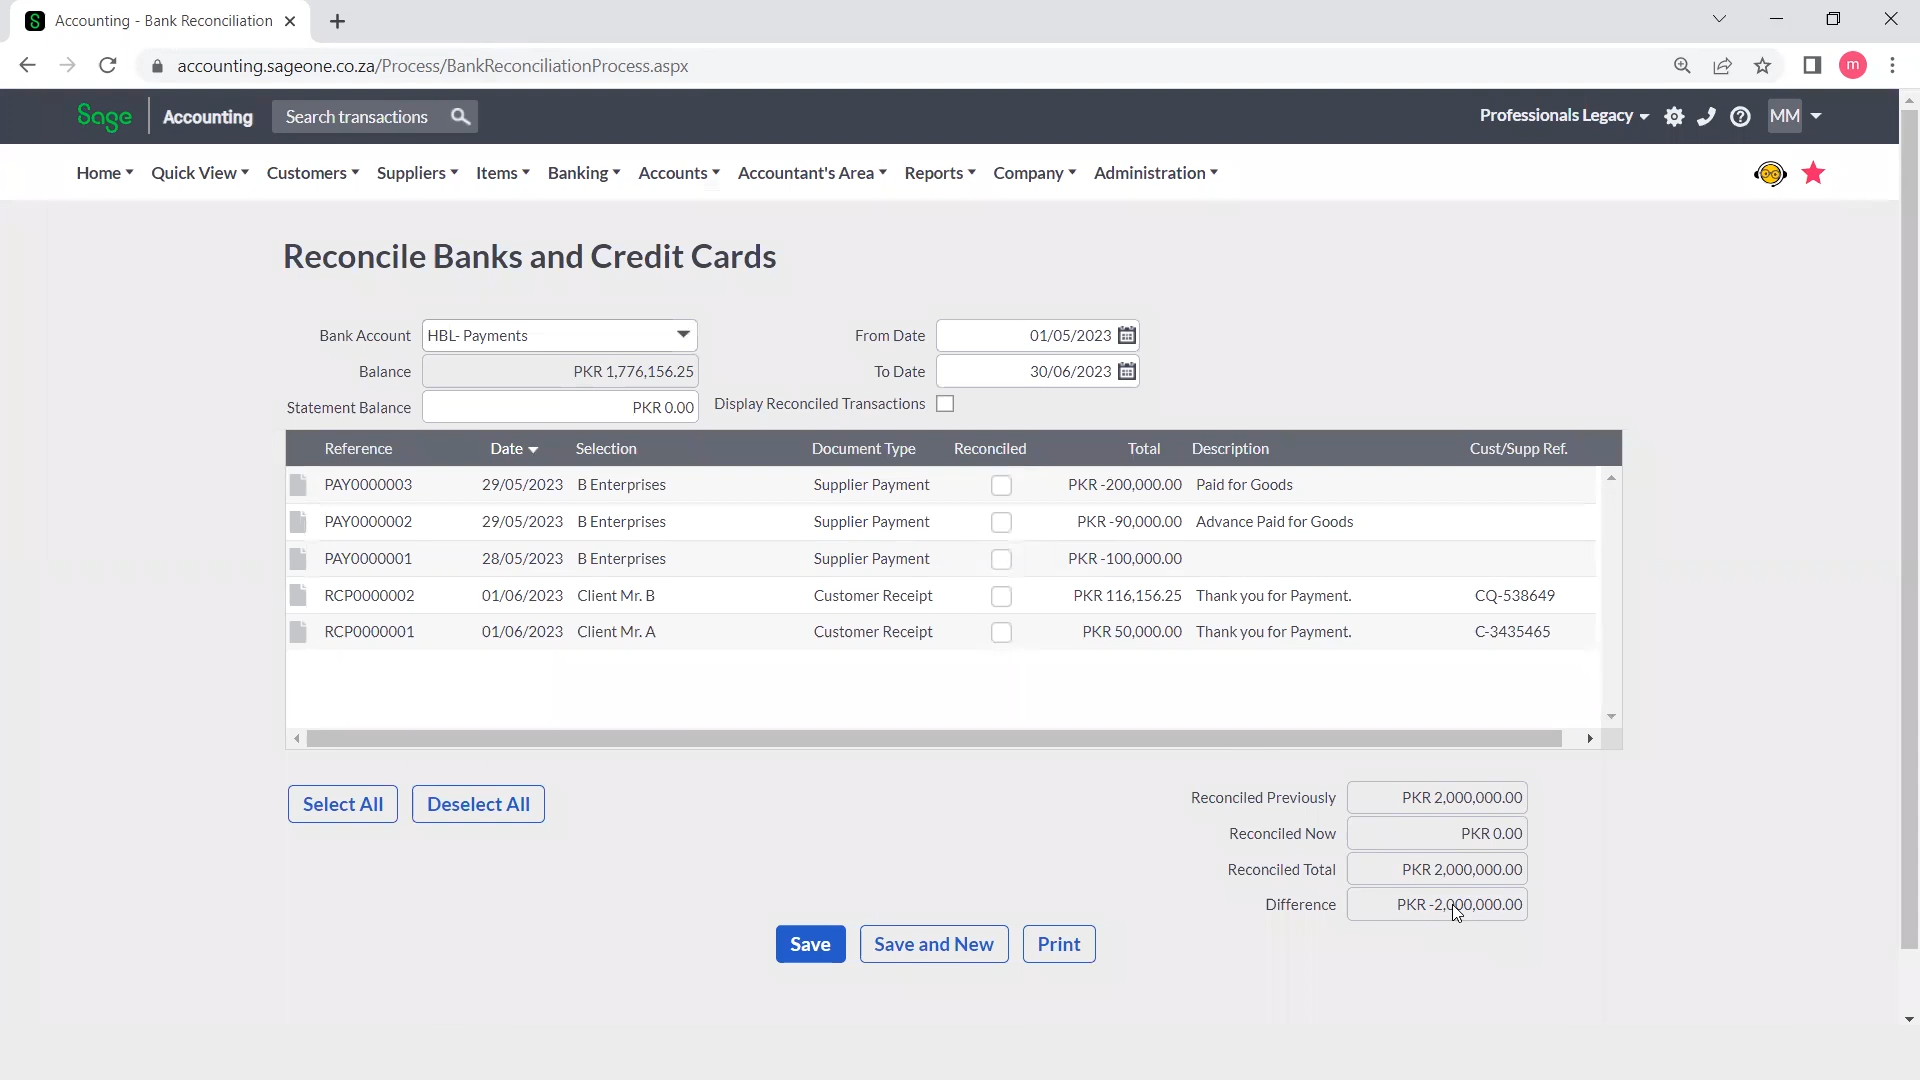 Accounting - Bank Reconciliation
accounting.sageone.co.za/Process/BankReconciliationProcess.aspx
m
Sage Accounting Search transactions Professionals Legacy MM
Home Quick View Customers Suppliers Items Banking Accounts Accountant's Area Reports Company Administration
Reconcile Banks and Credit Cards
Bank Account HBL- Payments From Date 01/05/2023
Balance PKR 1,776,156.25 To Date 30/06/2023
Statement Balance PKR 0.00 Display Reconciled Transactions
Reference Date Selection Document Type Reconciled Total Description Cust/Supp Ref.
PAY0000003 29/05/2023 B Enterprises Supplier Payment PKR -200,000.00 Paid for Goods
PAY0000002 29/05/2023 B Enterprises Supplier Payment PKR -90,000.00 Advance Paid for Goods
PAY0000001 28/05/2023 B Enterprises Supplier Payment PKR -100,000.00
RCP0000002 01/06/2023 Client Mr. B Customer Receipt PKR 116,156.25 Thank you for Payment. CQ-538649
RCP0000001 01/06/2023 Client Mr. A Customer Receipt PKR 50,000.00 Thank you for Payment. C-3435465
Select All Deselect All
Reconciled Previously PKR 2,000,000.00
Reconciled Now PKR 0.00
Reconciled Total PKR 2,000,000.00
Difference PKR -2,000,000.00
Save Save and New Print